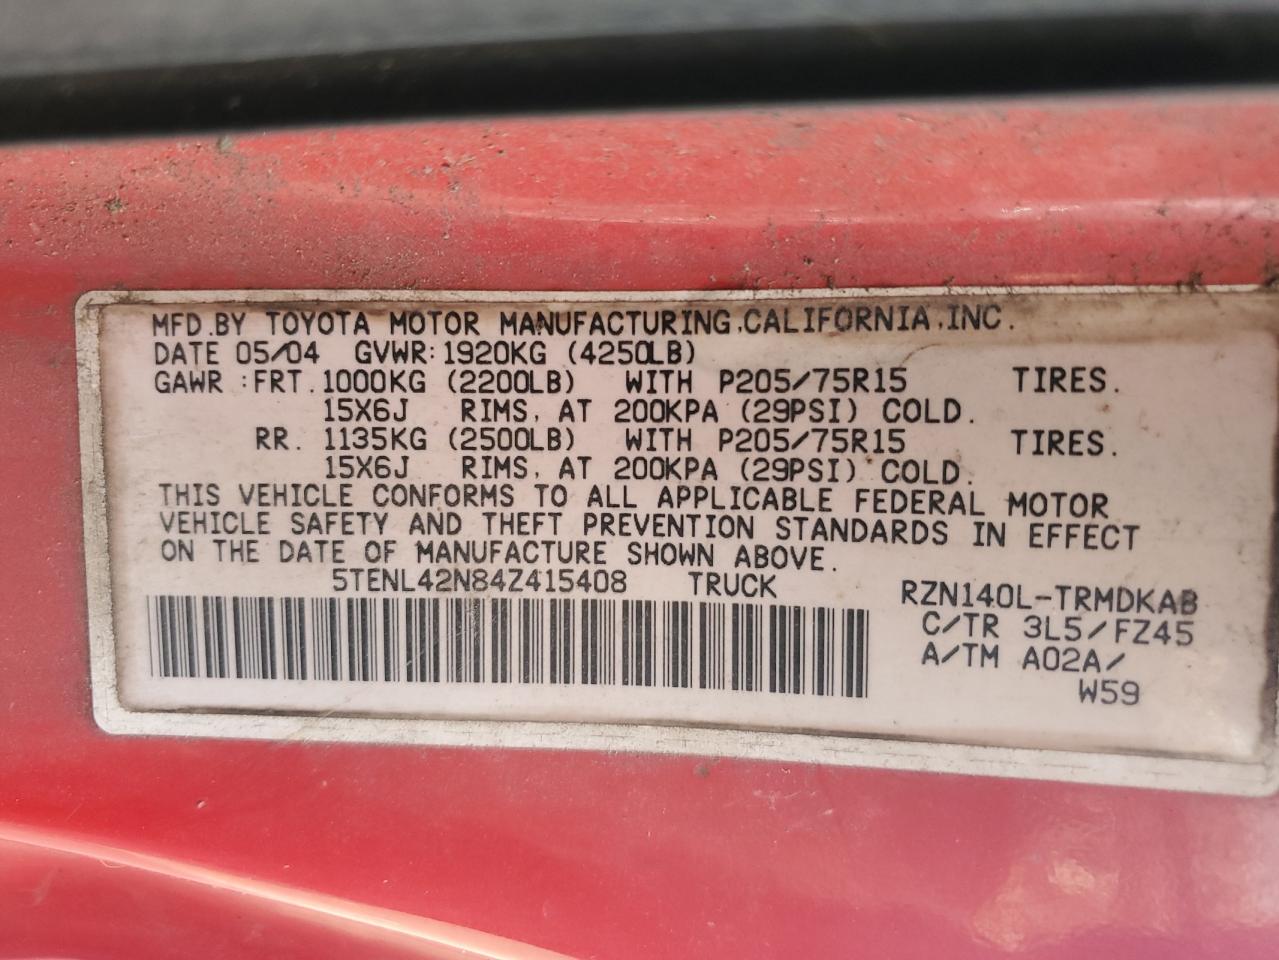 MFD.BY TOYOTA MOTOR MANUFACTURING,CALIFORNIA,INC.
DATE 05/04 GVWR:1920KG (4250LB)
GAWR:FRT.1000KG (2200LB) WITH P205/75R15 TIRES.
15X6J RIMS, AT 200KPA (29PSI) COLD.
RR. 1135KG (2500LB) WITH P205/75R15 TIRES.
15X6J RIMS, AT 200KPA (29PSI) COLD.
THIS VEHICLE CONFORMS TO ALL APPLICABLE FEDERAL MOTOR
VEHICLE SAFETY AND THEFT PREVENTION STANDARDS IN EFFECT
ON THE DATE OF MANUFACTURE SHOWN ABOVE.
5TENL42N84Z415408 TRUCK
RZN140L-TRMDKAB
C/TR 3L5/FZ45
A/TM A02A/
W59